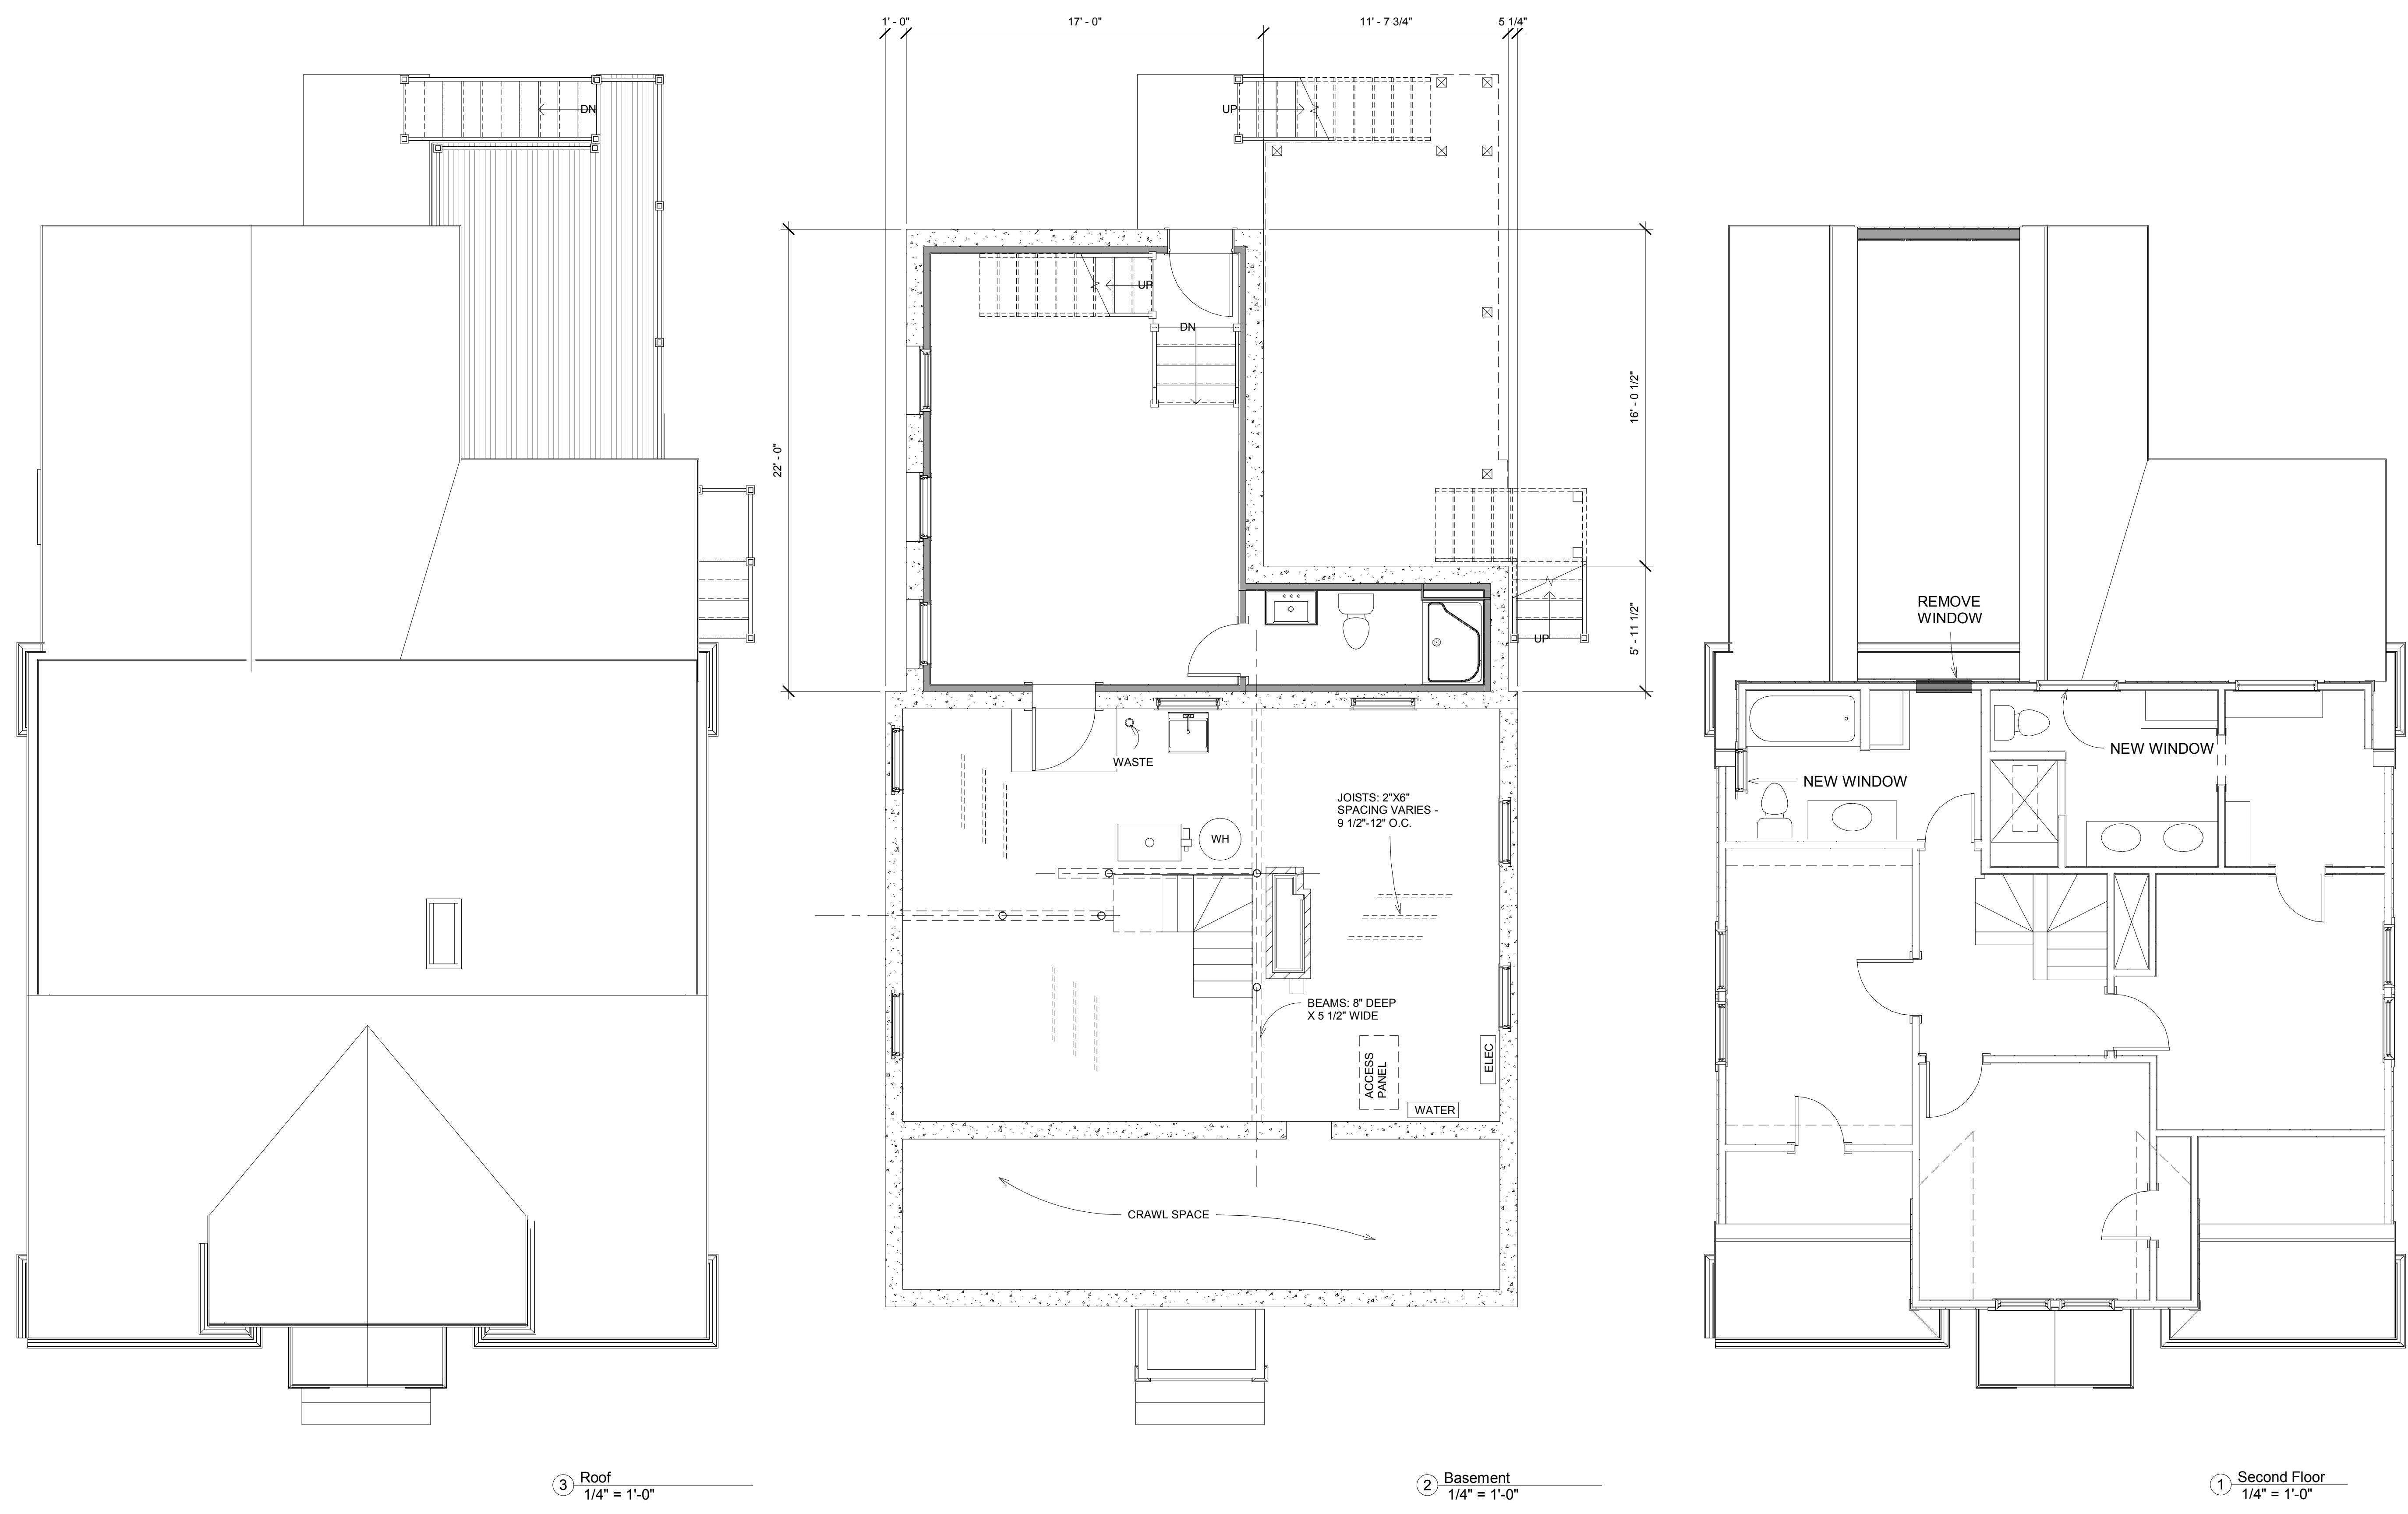 1' - 0"
17' - 0"
11' - 7 3/4"
5 1/4"
DN
UP
UP
DN
22' - 0"
16' - 0 1/2"
5' - 11 1/2"
UP
REMOVE
WINDOW
NEW WINDOW
NEW WINDOW
WASTE
WH
JOISTS: 2"X6"
SPACING VARIES -
9 1/2"-12" O.C.
BEAMS: 8" DEEP
X 5 1/2" WIDE
ACCESS
PANEL
ELEC
WATER
CRAWL SPACE
3 Roof
1/4" = 1'-0"
2 Basement
1/4" = 1'-0"
1 Second Floor
1/4" = 1'-0"